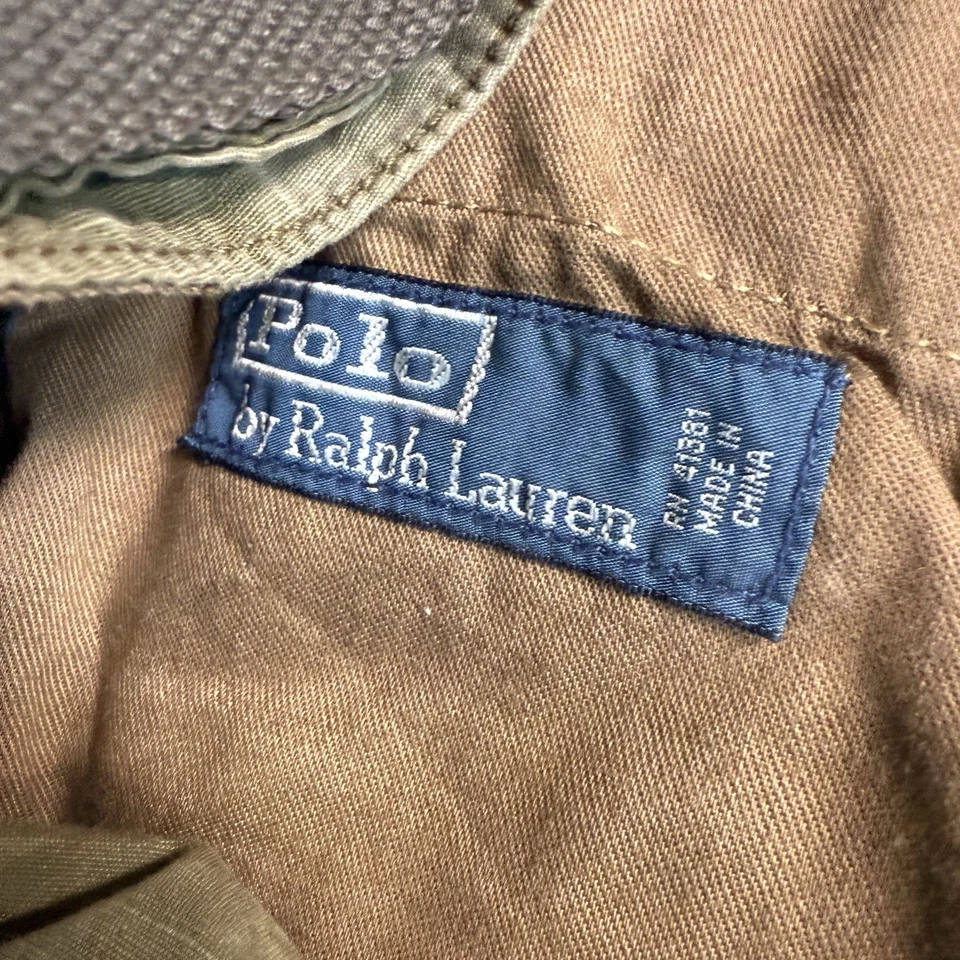 Polo
by Ralph Lauren
RN 41381
MADE IN
CHINA